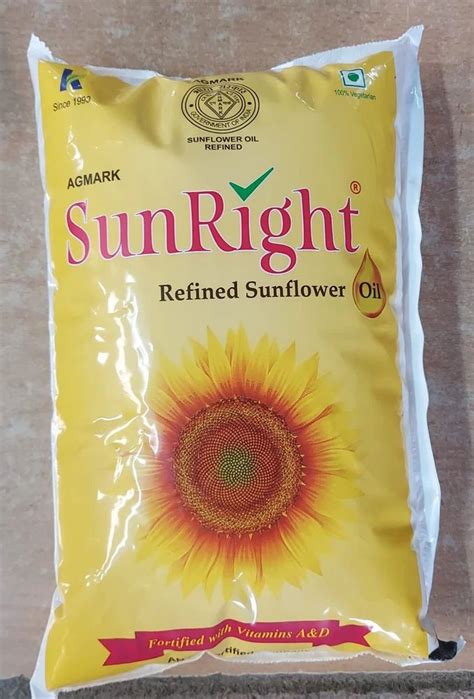 Since 1993
AGMARK
GOVERNMENT OF INDIA
SUNFLOWER OIL
REFINED
100% Vegetarian
AGMARK
SunRight®
Refined Sunflower Oil
Fortified with Vitamins A&D